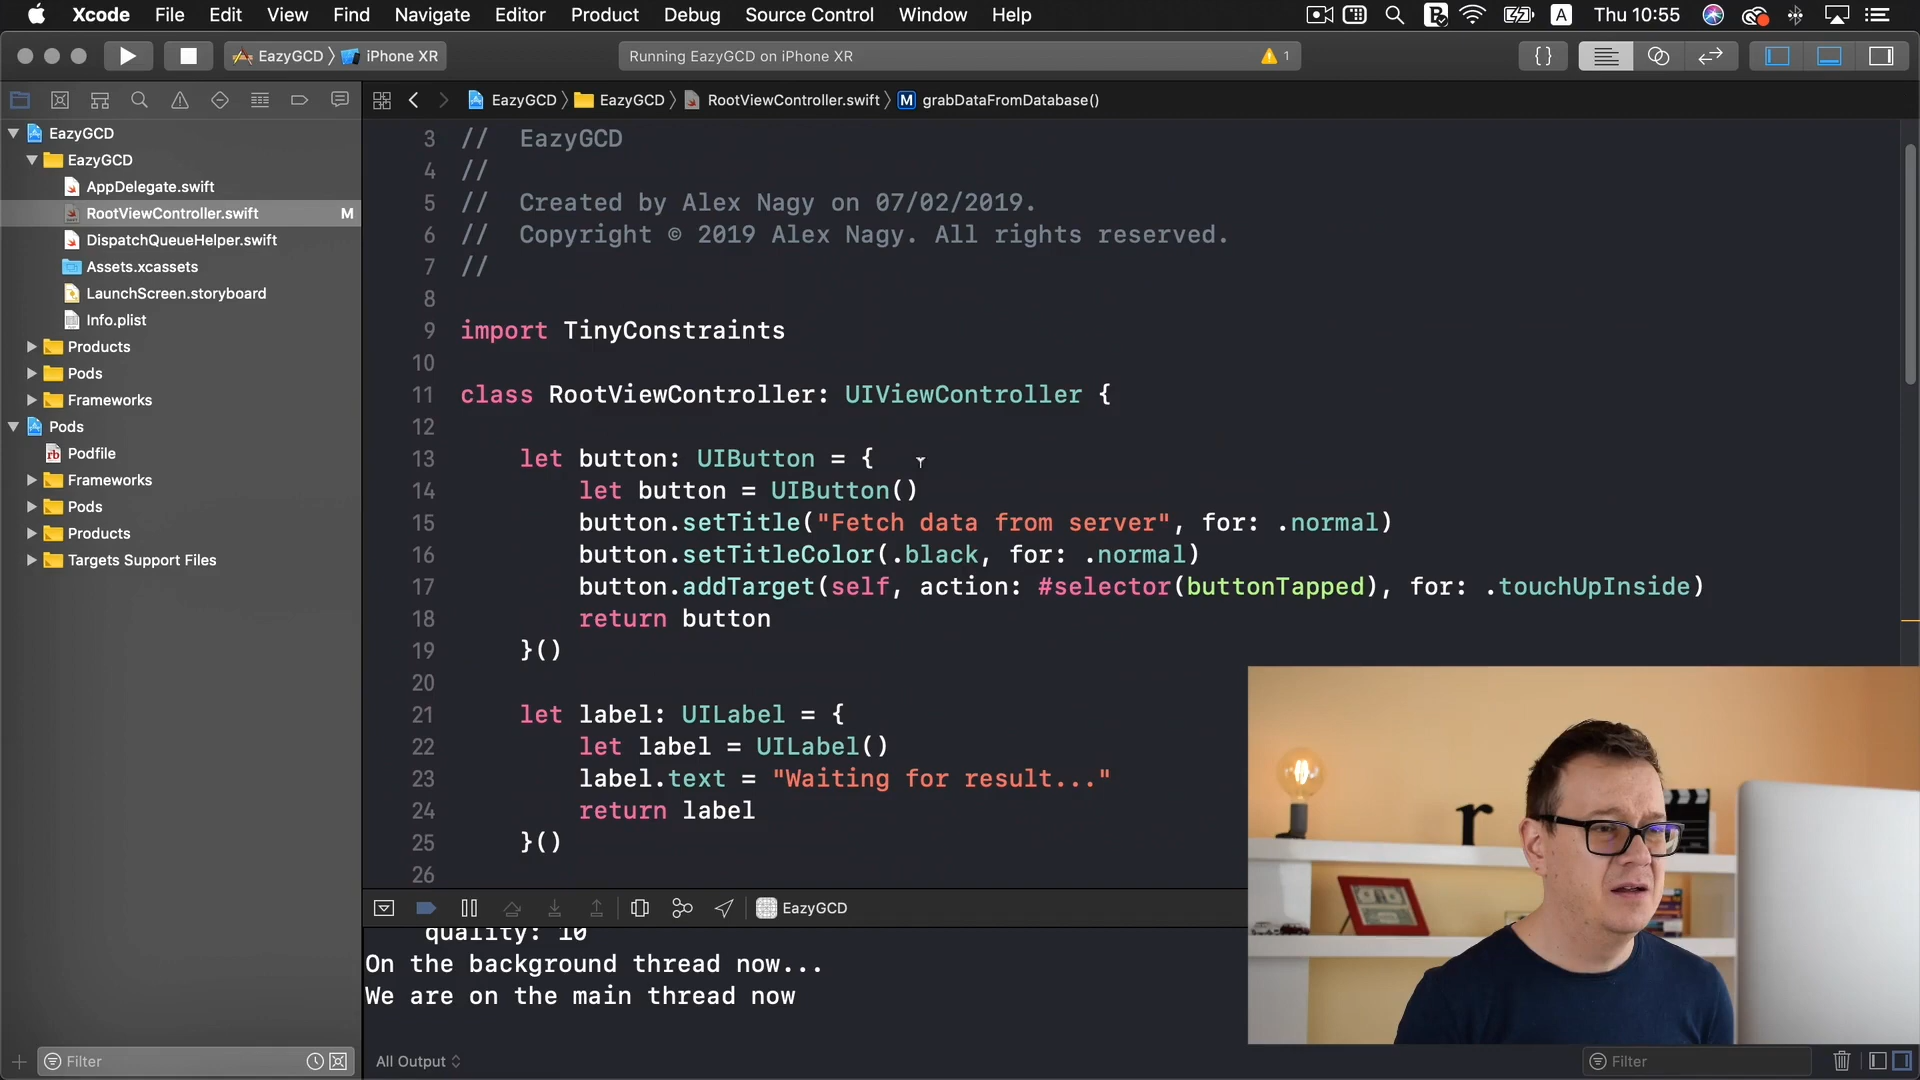 Xcode File Edit View Find Navigate Editor Product Debug Source Control Window Help A Thu 10:55
EazyGCD iPhone XR Running EazyGCD on iPhone XR 1 {}
EazyGCD EazyGCD RootViewController.swift M grabDataFromDatabase()
EazyGCD
EazyGCD
AppDelegate.swift
RootViewController.swift M
DispatchQueueHelper.swift
Assets.xcassets
LaunchScreen.storyboard
Info.plist
Products
Pods
Frameworks
Pods
rb Podfile
Frameworks
Pods
Products
Targets Support Files
Filter
3 // EazyGCD
4 //
5 // Created by Alex Nagy on 07/02/2019.
6 // Copyright © 2019 Alex Nagy. All rights reserved.
7 //
8
9 import TinyConstraints
10
11 class RootViewController: UIViewController {
12
13 let button: UIButton = {
14 let button = UIButton()
15 button.setTitle("Fetch data from server", for: .normal)
16 button.setTitleColor(.black, for: .normal)
17 button.addTarget(self, action: #selector(buttonTapped), for: .touchUpInside)
18 return button
19 }()
20
21 let label: UILabel = {
22 let label = UILabel()
23 label.text = "Waiting for result..."
24 return label
25 }()
26
EazyGCD
quality: 10
On the background thread now...
We are on the main thread now
All Output
Filter
r